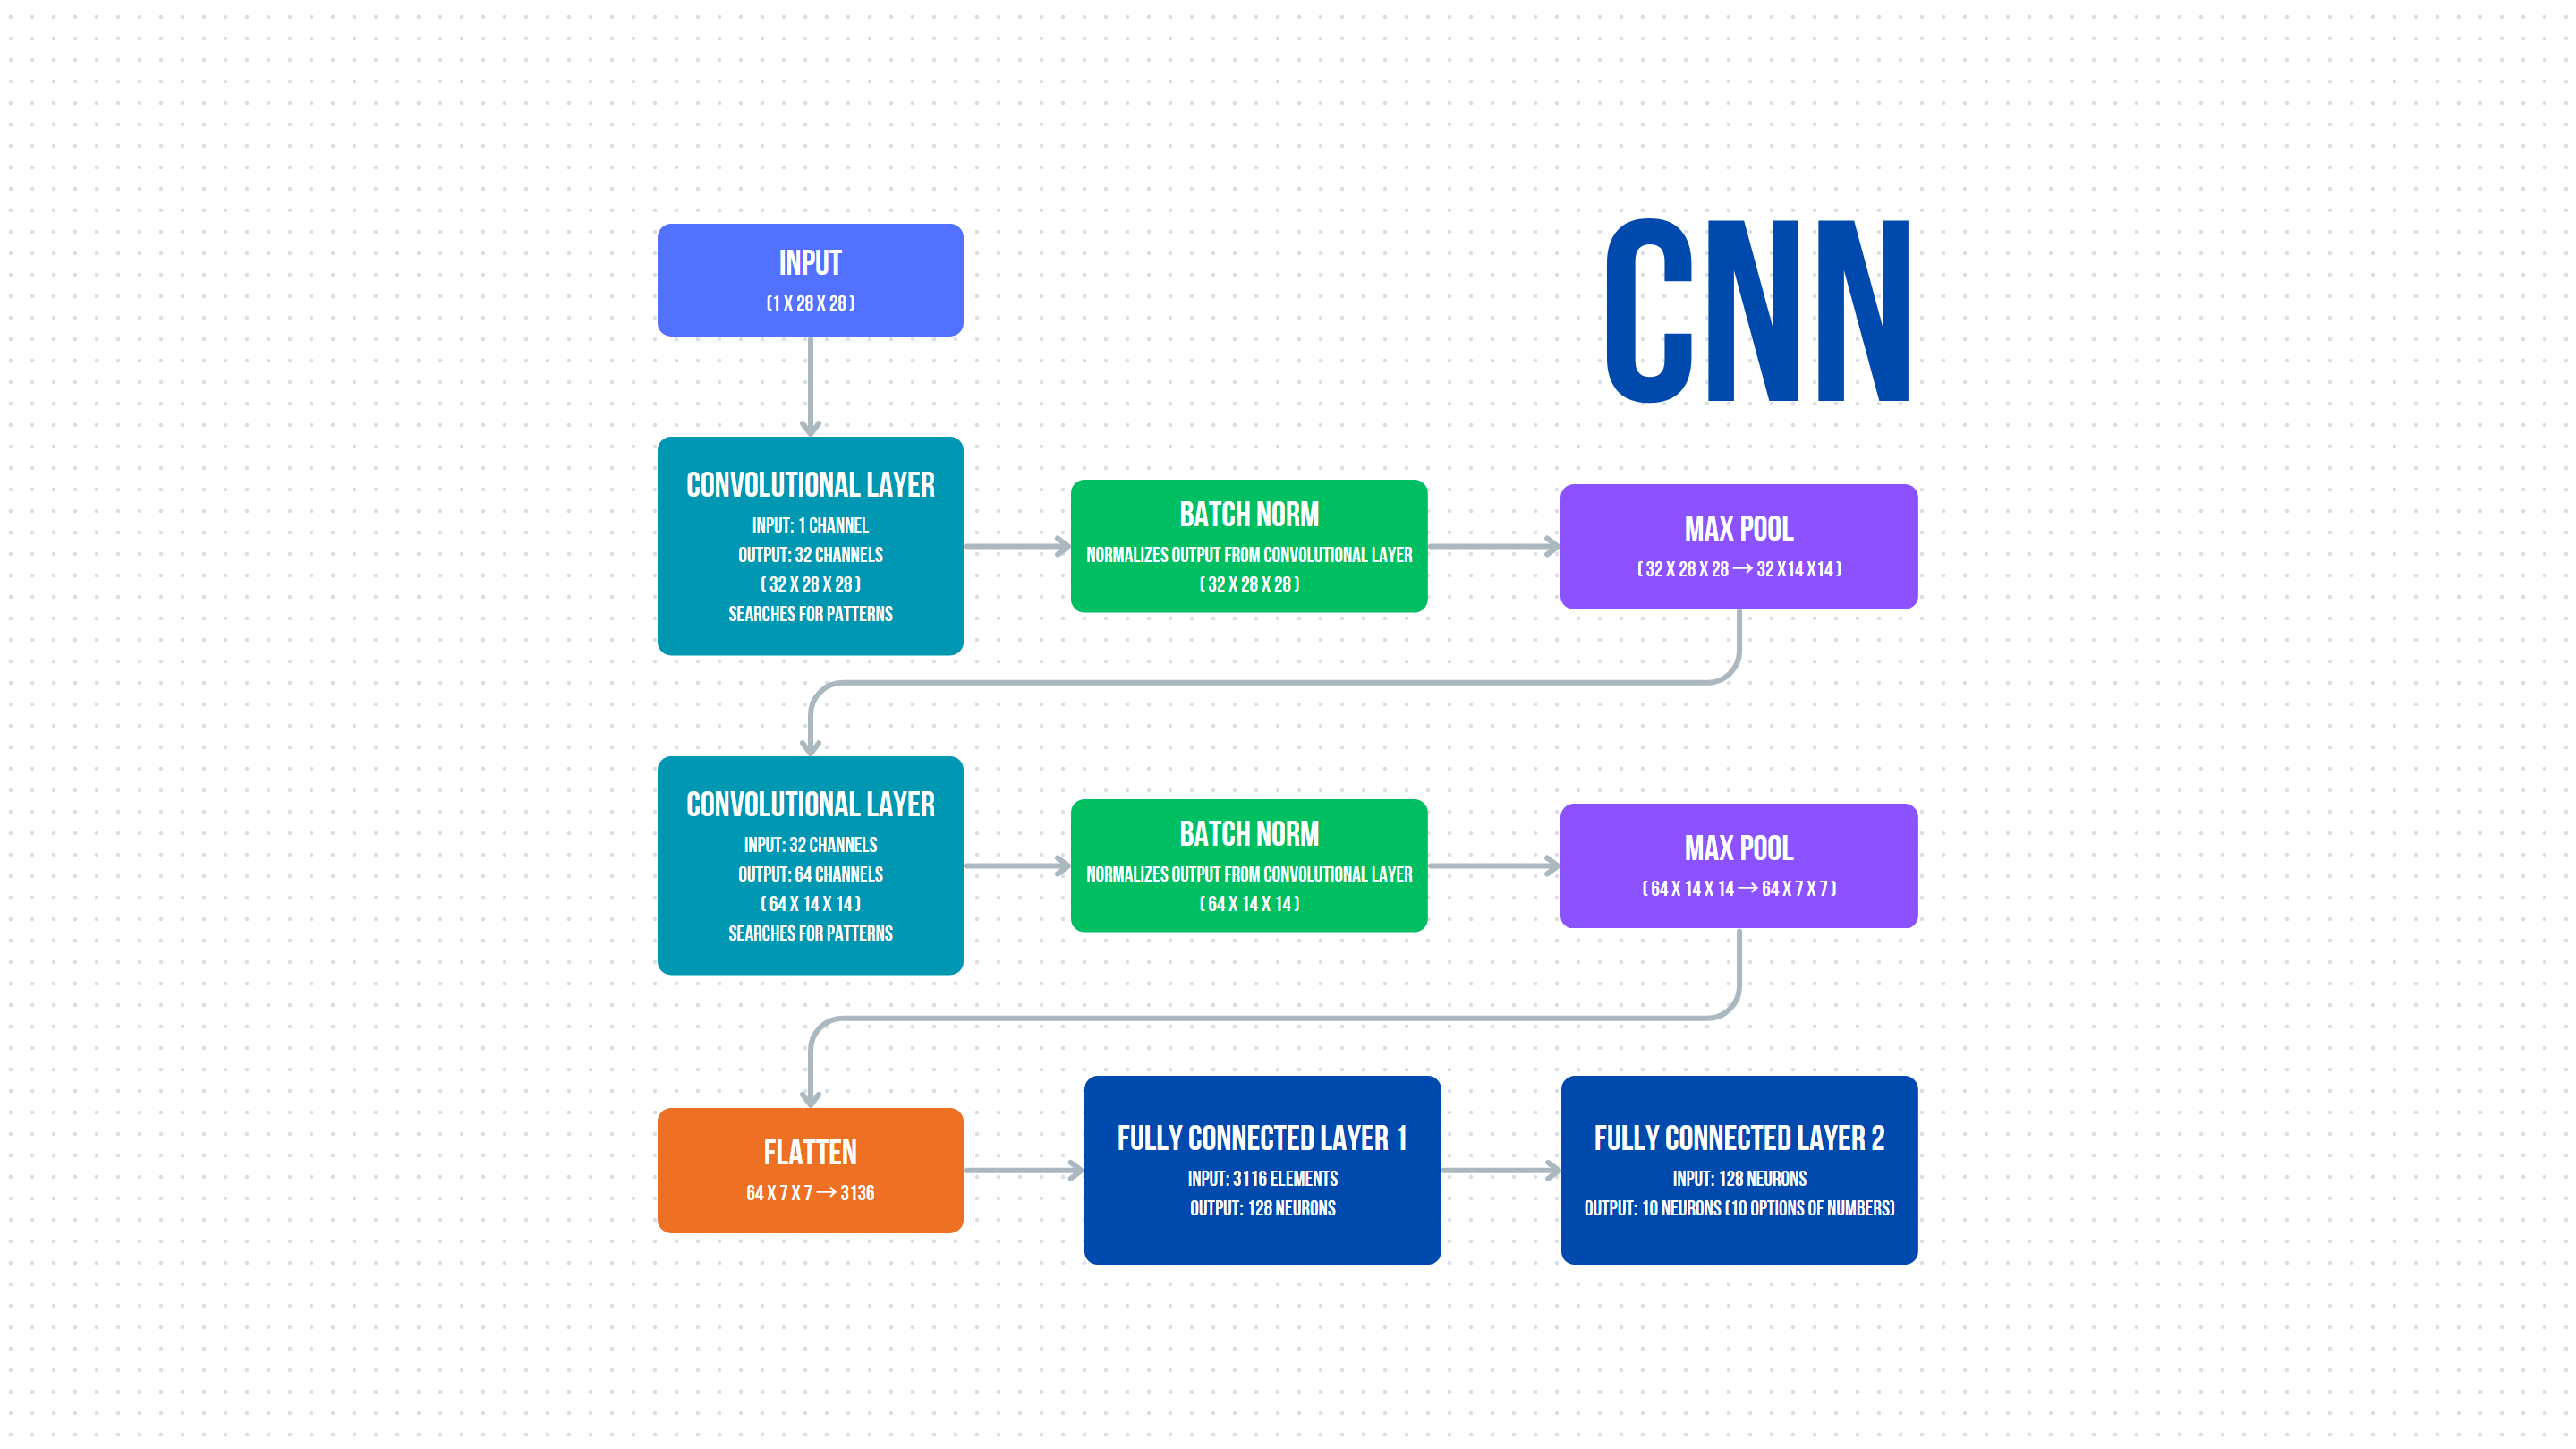 CNN
INPUT
(1 X 28 X 28 )
CONVOLUTIONAL LAYER
INPUT: 1 CHANNEL
OUTPUT: 32 CHANNELS
( 32 X 28 X 28 )
SEARCHES FOR PATTERNS
BATCH NORM
NORMALIZES OUTPUT FROM CONVOLUTIONAL LAYER
( 32 X 28 X 28 )
MAX POOL
( 32 X 28 X 28 → 32 X14 X14 )
CONVOLUTIONAL LAYER
INPUT: 32 CHANNELS
OUTPUT: 64 CHANNELS
( 64 X 14 X 14 )
SEARCHES FOR PATTERNS
BATCH NORM
NORMALIZES OUTPUT FROM CONVOLUTIONAL LAYER
( 64 X 14 X 14 )
MAX POOL
( 64 X 14 X 14 → 64 X 7 X 7 )
FLATTEN
64 X 7 X 7 → 3136
FULLY CONNECTED LAYER 1
INPUT: 3116 ELEMENTS
OUTPUT: 128 NEURONS
FULLY CONNECTED LAYER 2
INPUT: 128 NEURONS
OUTPUT: 10 NEURONS (10 OPTIONS OF NUMBERS)